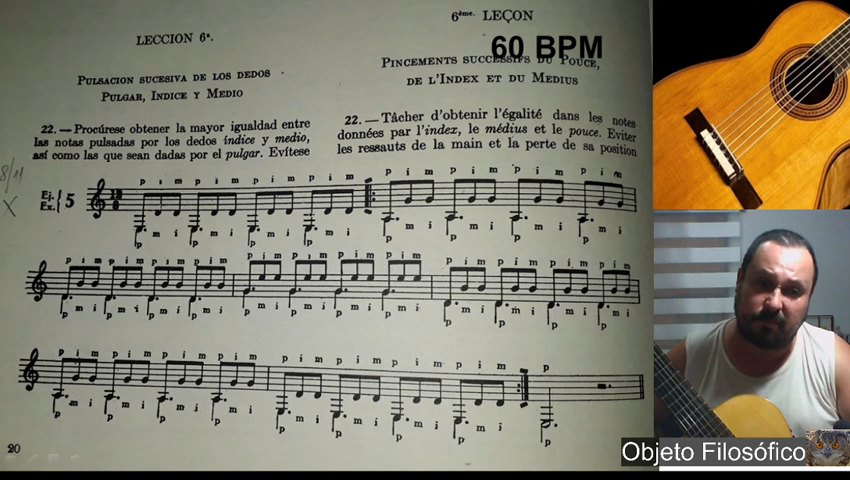 LECCION 6ª.
PULSACION SUCESIVA DE LOS DEDOS
PULGAR, INDICE Y MEDIO
22. — Procúrese obtener la mayor igualdad entre
las notas pulsadas por los dedos índice y medio,
así como las que sean dadas por el pulgar. Evítese
6ème. LEÇON
60 BPM
PINCEMENTS SUCCESSIFS DU POUCE,
DE L'INDEX ET DU MEDIUS
22. — Tâcher d'obtenir l'égalité dans les notes
données par l'index, le médius et le pouce. Eviter
les ressauts de la main et la perte de sa position
8/11
X
Ej.
Ex.
5
p i m p i m p i m p i m p i m p i m p i m p i m
p m i p m i p m i p m i p m i p m i p m i p m i
p i m p i m p i m p i m p i m p i m p i m p i m p i m p i m p i m p i m
p m i p m i p m i p m i p m i p m i p m i p m i p m i p m i p m i p m i
p i m p i m p i m p i m p i m p i m p i m p i m p
p m i p m i p m i p m i p m i p m i p m i p m i p
20
Objeto Filosófico